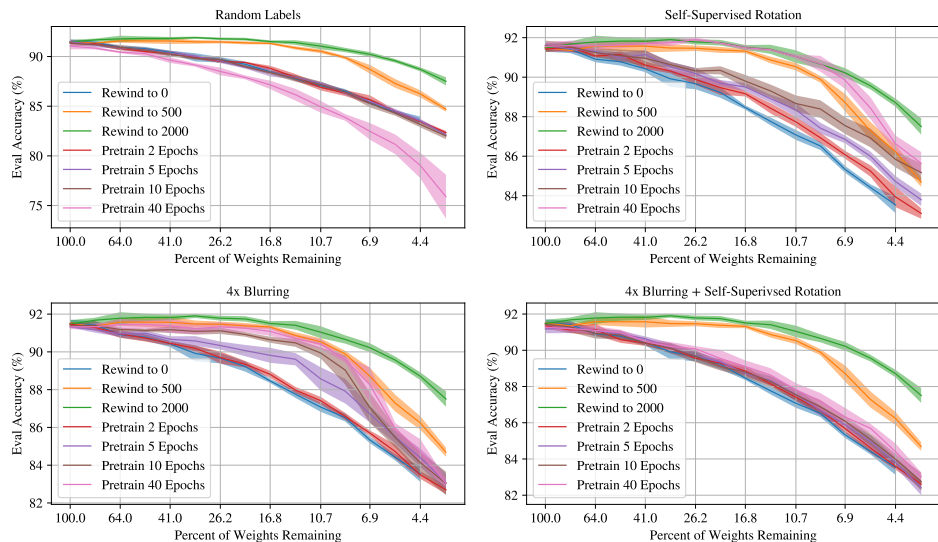 Random Labels
Eval Accuracy (%)
90
85
80
75
Rewind to 0
Rewind to 500
Rewind to 2000
Pretrain 2 Epochs
Pretrain 5 Epochs
Pretrain 10 Epochs
Pretrain 40 Epochs
100.0 64.0 41.0 26.2 16.8 10.7 6.9 4.4
Percent of Weights Remaining
Self-Supervised Rotation
Eval Accuracy (%)
92
90
88
86
84
Rewind to 0
Rewind to 500
Rewind to 2000
Pretrain 2 Epochs
Pretrain 5 Epochs
Pretrain 10 Epochs
Pretrain 40 Epochs
100.0 64.0 41.0 26.2 16.8 10.7 6.9 4.4
Percent of Weights Remaining
4x Blurring
Eval Accuracy (%)
92
90
88
86
84
82
Rewind to 0
Rewind to 500
Rewind to 2000
Pretrain 2 Epochs
Pretrain 5 Epochs
Pretrain 10 Epochs
Pretrain 40 Epochs
100.0 64.0 41.0 26.2 16.8 10.7 6.9 4.4
Percent of Weights Remaining
4x Blurring + Self-Superivsed Rotation
Eval Accuracy (%)
92
90
88
86
84
82
Rewind to 0
Rewind to 500
Rewind to 2000
Pretrain 2 Epochs
Pretrain 5 Epochs
Pretrain 10 Epochs
Pretrain 40 Epochs
100.0 64.0 41.0 26.2 16.8 10.7 6.9 4.4
Percent of Weights Remaining